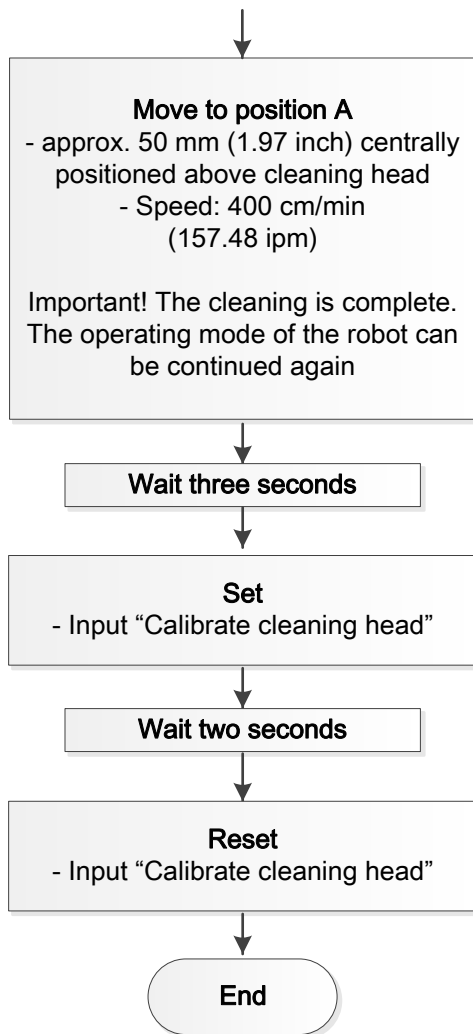 Move to position A
- approx. 50 mm (1.97 inch) centrally
positioned above cleaning head
- Speed: 400 cm/min
(157.48 ipm)
Important! The cleaning is complete.
The operating mode of the robot can
be continued again
Wait three seconds
Set
- Input “Calibrate cleaning head”
Wait two seconds
Reset
- Input “Calibrate cleaning head”
End